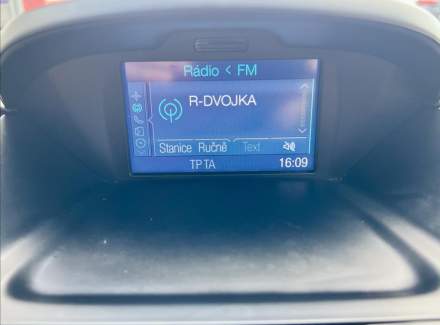 Rádio < FM
R-DVOJKA
Stanice Ručně Text
TP TA 16:09